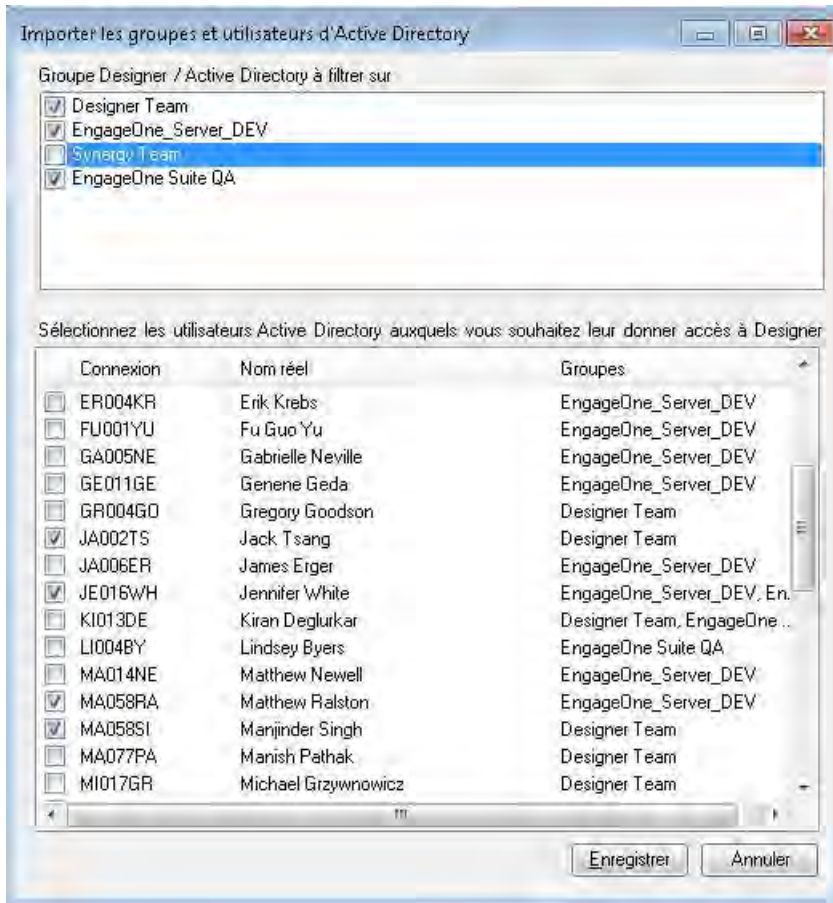 Importer les groupes et utilisateurs d'Active Directory
Groupe Designer / Active Directory à filtrer sur
Designer Team
EngageOne_Server_DEV
Synergy Team
EngageOne Suite QA
Sélectionnez les utilisateurs Active Directory auxquels vous souhaitez leur donner accès à Designer
Connexion Nom réel Groupes
ER004KR Erik Krebs EngageOne_Server_DEV
FU001YU Fu Guo Yu EngageOne_Server_DEV
GA005NE Gabrielle Neville EngageOne_Server_DEV
GE011GE Genene Geda EngageOne_Server_DEV
GR004GO Gregory Goodson Designer Team
JA002TS Jack Tsang Designer Team
JA006ER James Erger EngageOne_Server_DEV
JE016WH Jennifer White EngageOne_Server_DEV, En.
KI013DE Kiran Deglurkar Designer Team, EngageOne ...
LI004BY Lindsey Byers EngageOne Suite QA
MA014NE Matthew Newell EngageOne_Server_DEV
MA058RA Matthew Ralston EngageOne_Server_DEV
MA058SI Manjinder Singh Designer Team
MA077PA Manish Pathak Designer Team
MI017GR Michael Grzywnowicz Designer Team
Enregistrer Annuler